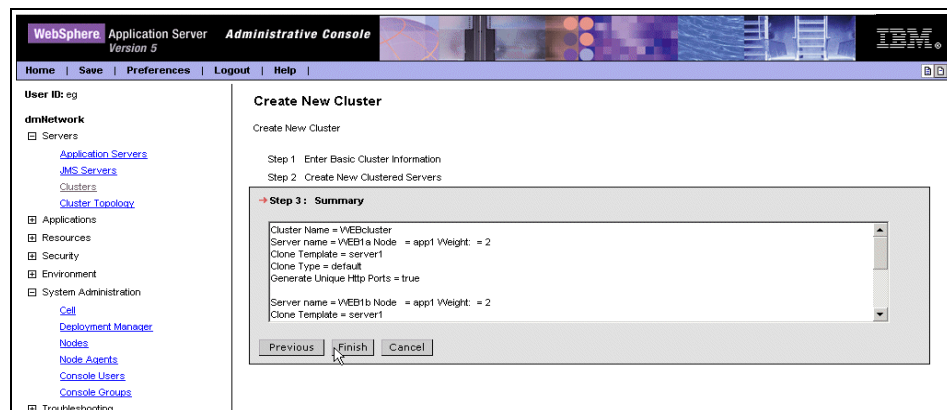 WebSphere Application Server Administrative Console
Version 5
IBM
Home | Save | Preferences | Logout | Help |
User ID: eg
dmNetwork
Servers
Application Servers
JMS Servers
Clusters
Cluster Topology
Applications
Resources
Security
Environment
System Administration
Cell
Deployment Manager
Nodes
Node Agents
Console Users
Console Groups
Troubleshooting
Create New Cluster
Create New Cluster
Step 1 Enter Basic Cluster Information
Step 2 Create New Clustered Servers
Step 3 : Summary
Cluster Name = WEBcluster
Server name = WEB1a Node = app1 Weight: = 2
Clone Template = server1
Clone Type = default
Generate Unique Http Ports = true
Server name = WEB1b Node = app1 Weight: = 2
Clone Template = server1
Previous Finish Cancel